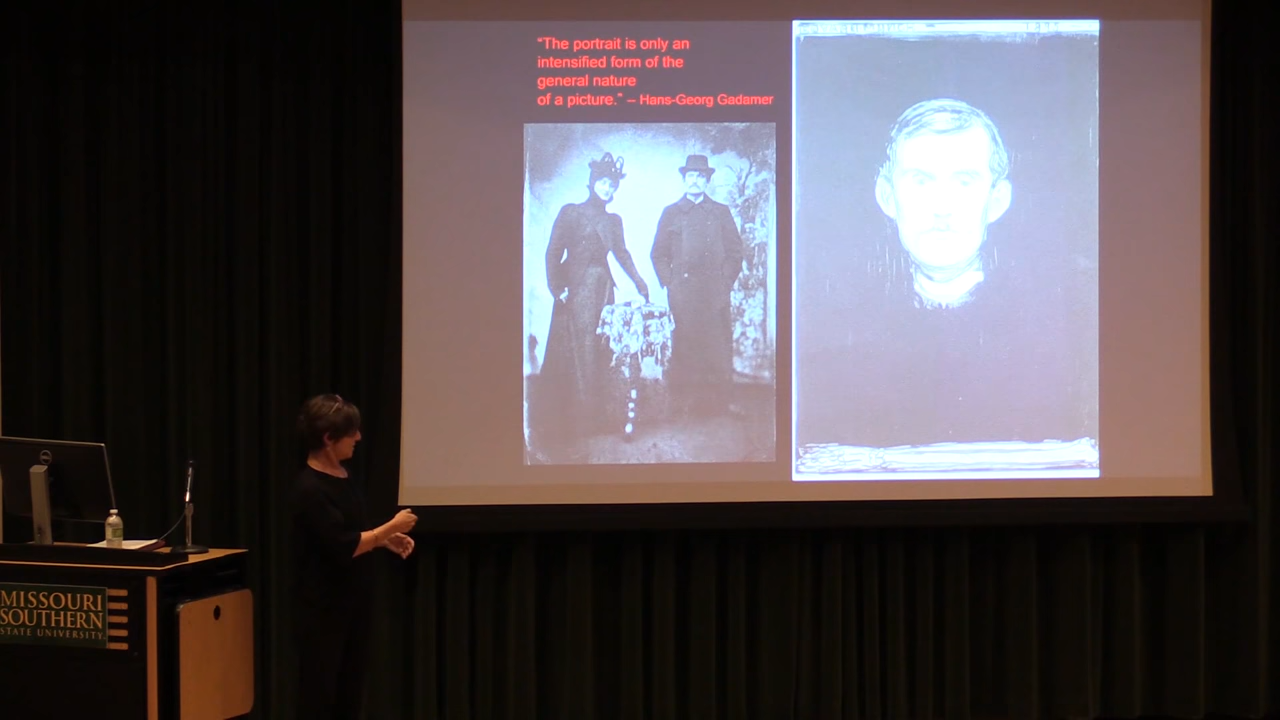 "The portrait is only an
intensified form of the
general nature
of a picture." – Hans-Georg Gadamer
MISSOURI
SOUTHERN
STATE UNIVERSITY